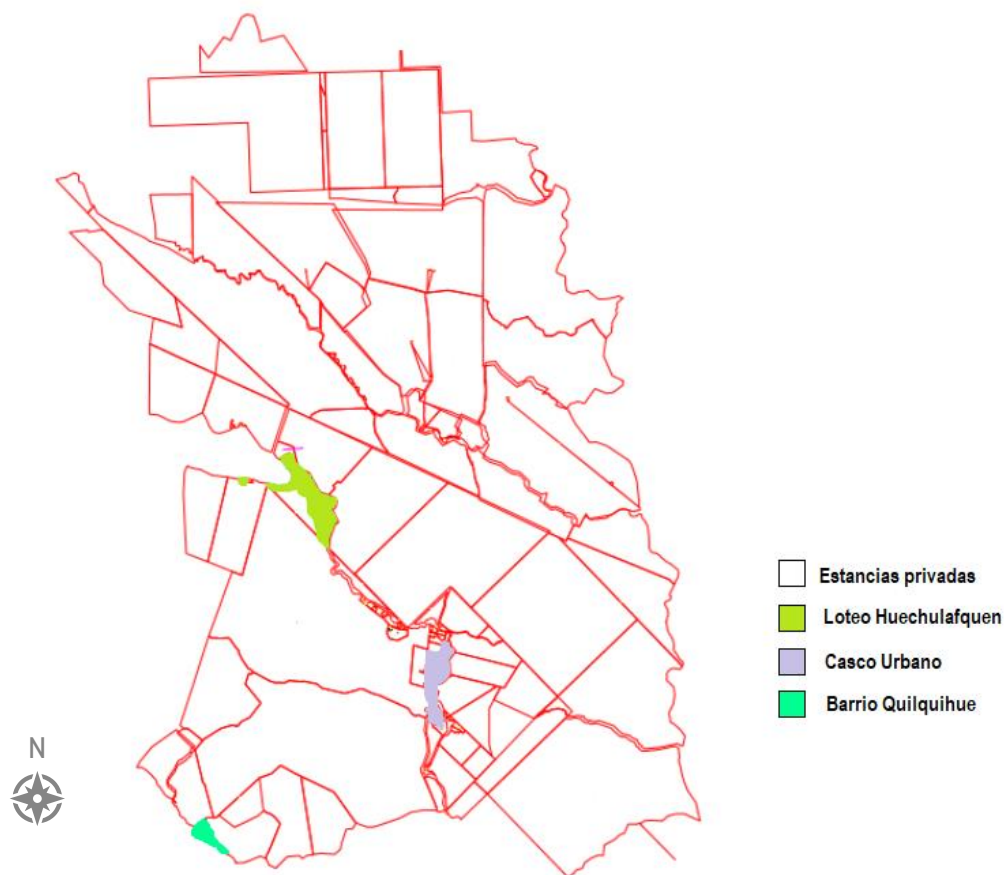 Estancias privadas
Loteo Huechulafquen
Casco Urbano
Barrio Quilquihue
N